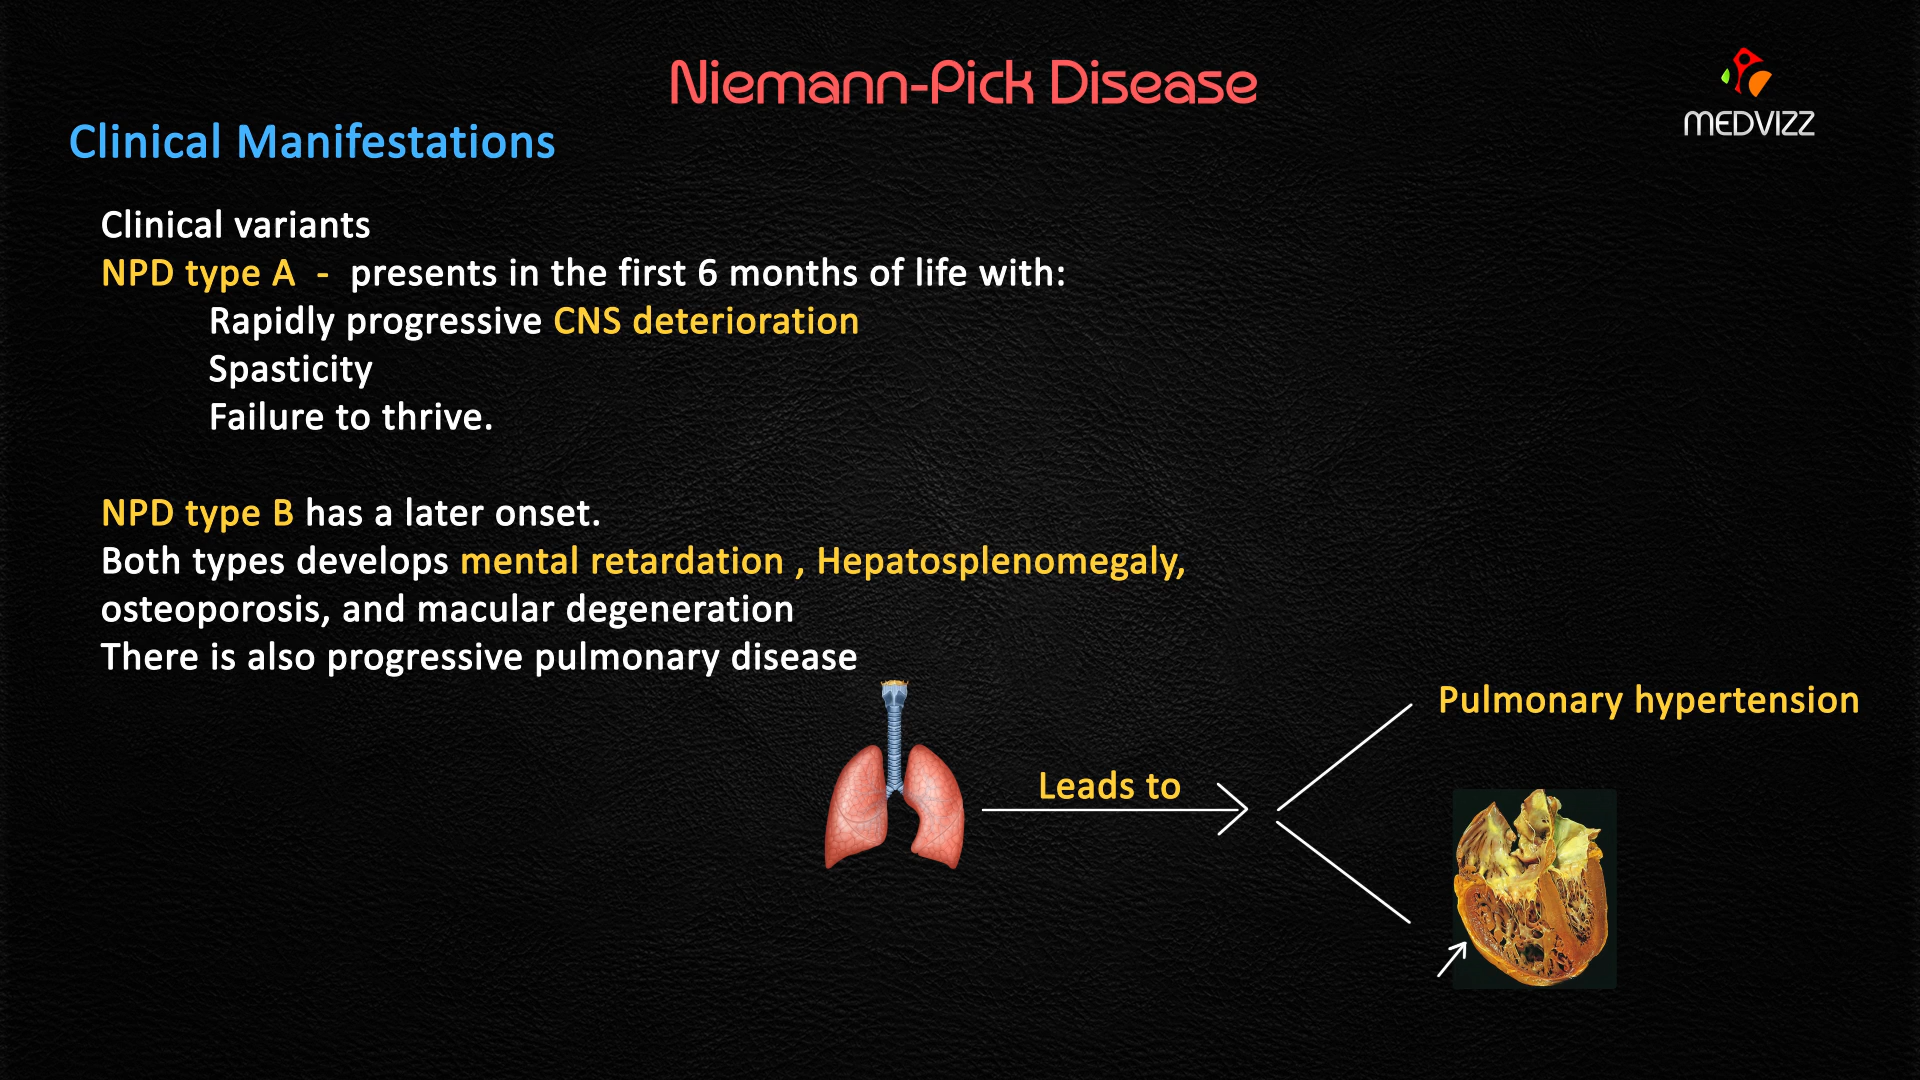 Niemann-Pick Disease
MEDVIZZ
Clinical Manifestations
Clinical variants
NPD type A - presents in the first 6 months of life with:
Rapidly progressive CNS deterioration
Spasticity
Failure to thrive.
NPD type B has a later onset.
Both types develops mental retardation , Hepatosplenomegaly,
osteoporosis, and macular degeneration
There is also progressive pulmonary disease
Pulmonary hypertension
Leads to